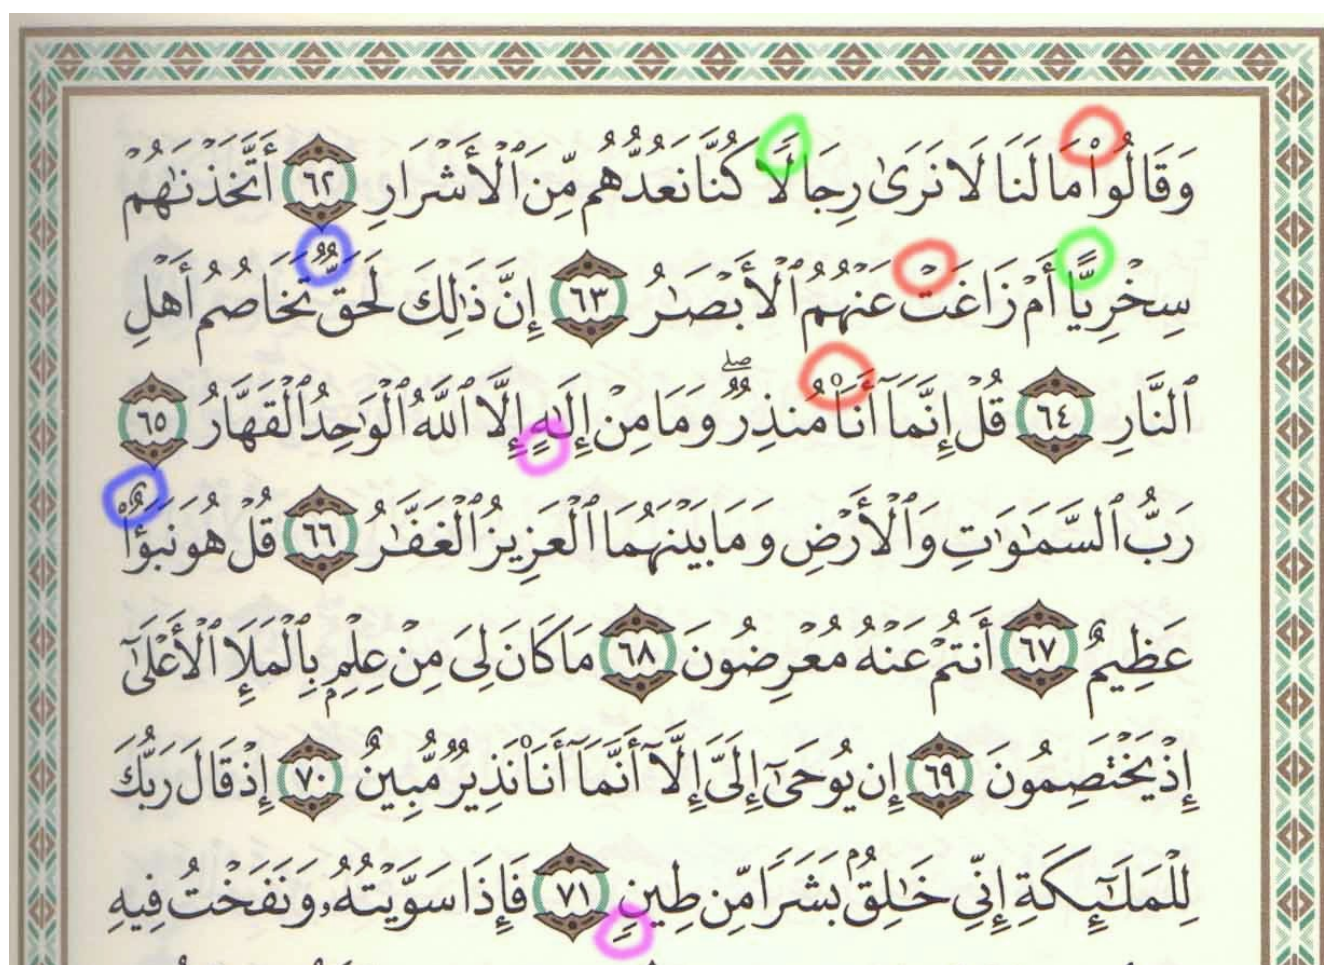 وَقَالُوا۟ مَا لَنَا لَا نَرَىٰ رِجَالًا كُنَّا نَعُدُّهُم مِّنَ ٱلْأَشْرَارِ ٦٢ أَتَّخَذْنَـٰهُمْ
سِخْرِيًّا أَمْ زَاغَتْ عَنْهُمُ ٱلْأَبْصَـٰرُ ٦٣ إِنَّ ذَٰلِكَ لَحَقٌّ تَخَاصُمُ أَهْلِ
ٱلنَّارِ ٦٤ قُلْ إِنَّمَآ أَنَا۠ مُنذِرٌ ۖ وَمَا مِنْ إِلَـٰهٍ إِلَّا ٱللَّهُ ٱلْوَٰحِدُ ٱلْقَهَّارُ ٦٥
رَبُّ ٱلسَّمَـٰوَٰتِ وَٱلْأَرْضِ وَمَا بَيْنَهُمَا ٱلْعَزِيزُ ٱلْغَفَّـٰرُ ٦٦ قُلْ هُوَ نَبَؤٌا۟
عَظِيمٌ ٦٧ أَنتُمْ عَنْهُ مُعْرِضُونَ ٦٨ مَا كَانَ لِىَ مِنْ عِلْمٍۭ بِٱلْمَلَإِ ٱلْأَعْلَىٰٓ
إِذْ يَخْتَصِمُونَ ٦٩ إِن يُوحَىٰٓ إِلَىَّ إِلَّآ أَنَّمَآ أَنَا۠ نَذِيرٌ مُّبِينٌ ٧٠ إِذْ قَالَ رَبُّكَ
لِلْمَلَـٰٓئِكَةِ إِنِّى خَـٰلِقٌۢ بَشَرًا مِّن طِينٍ ٧١ فَإِذَا سَوَّيْتُهُۥ وَنَفَخْتُ فِيهِ